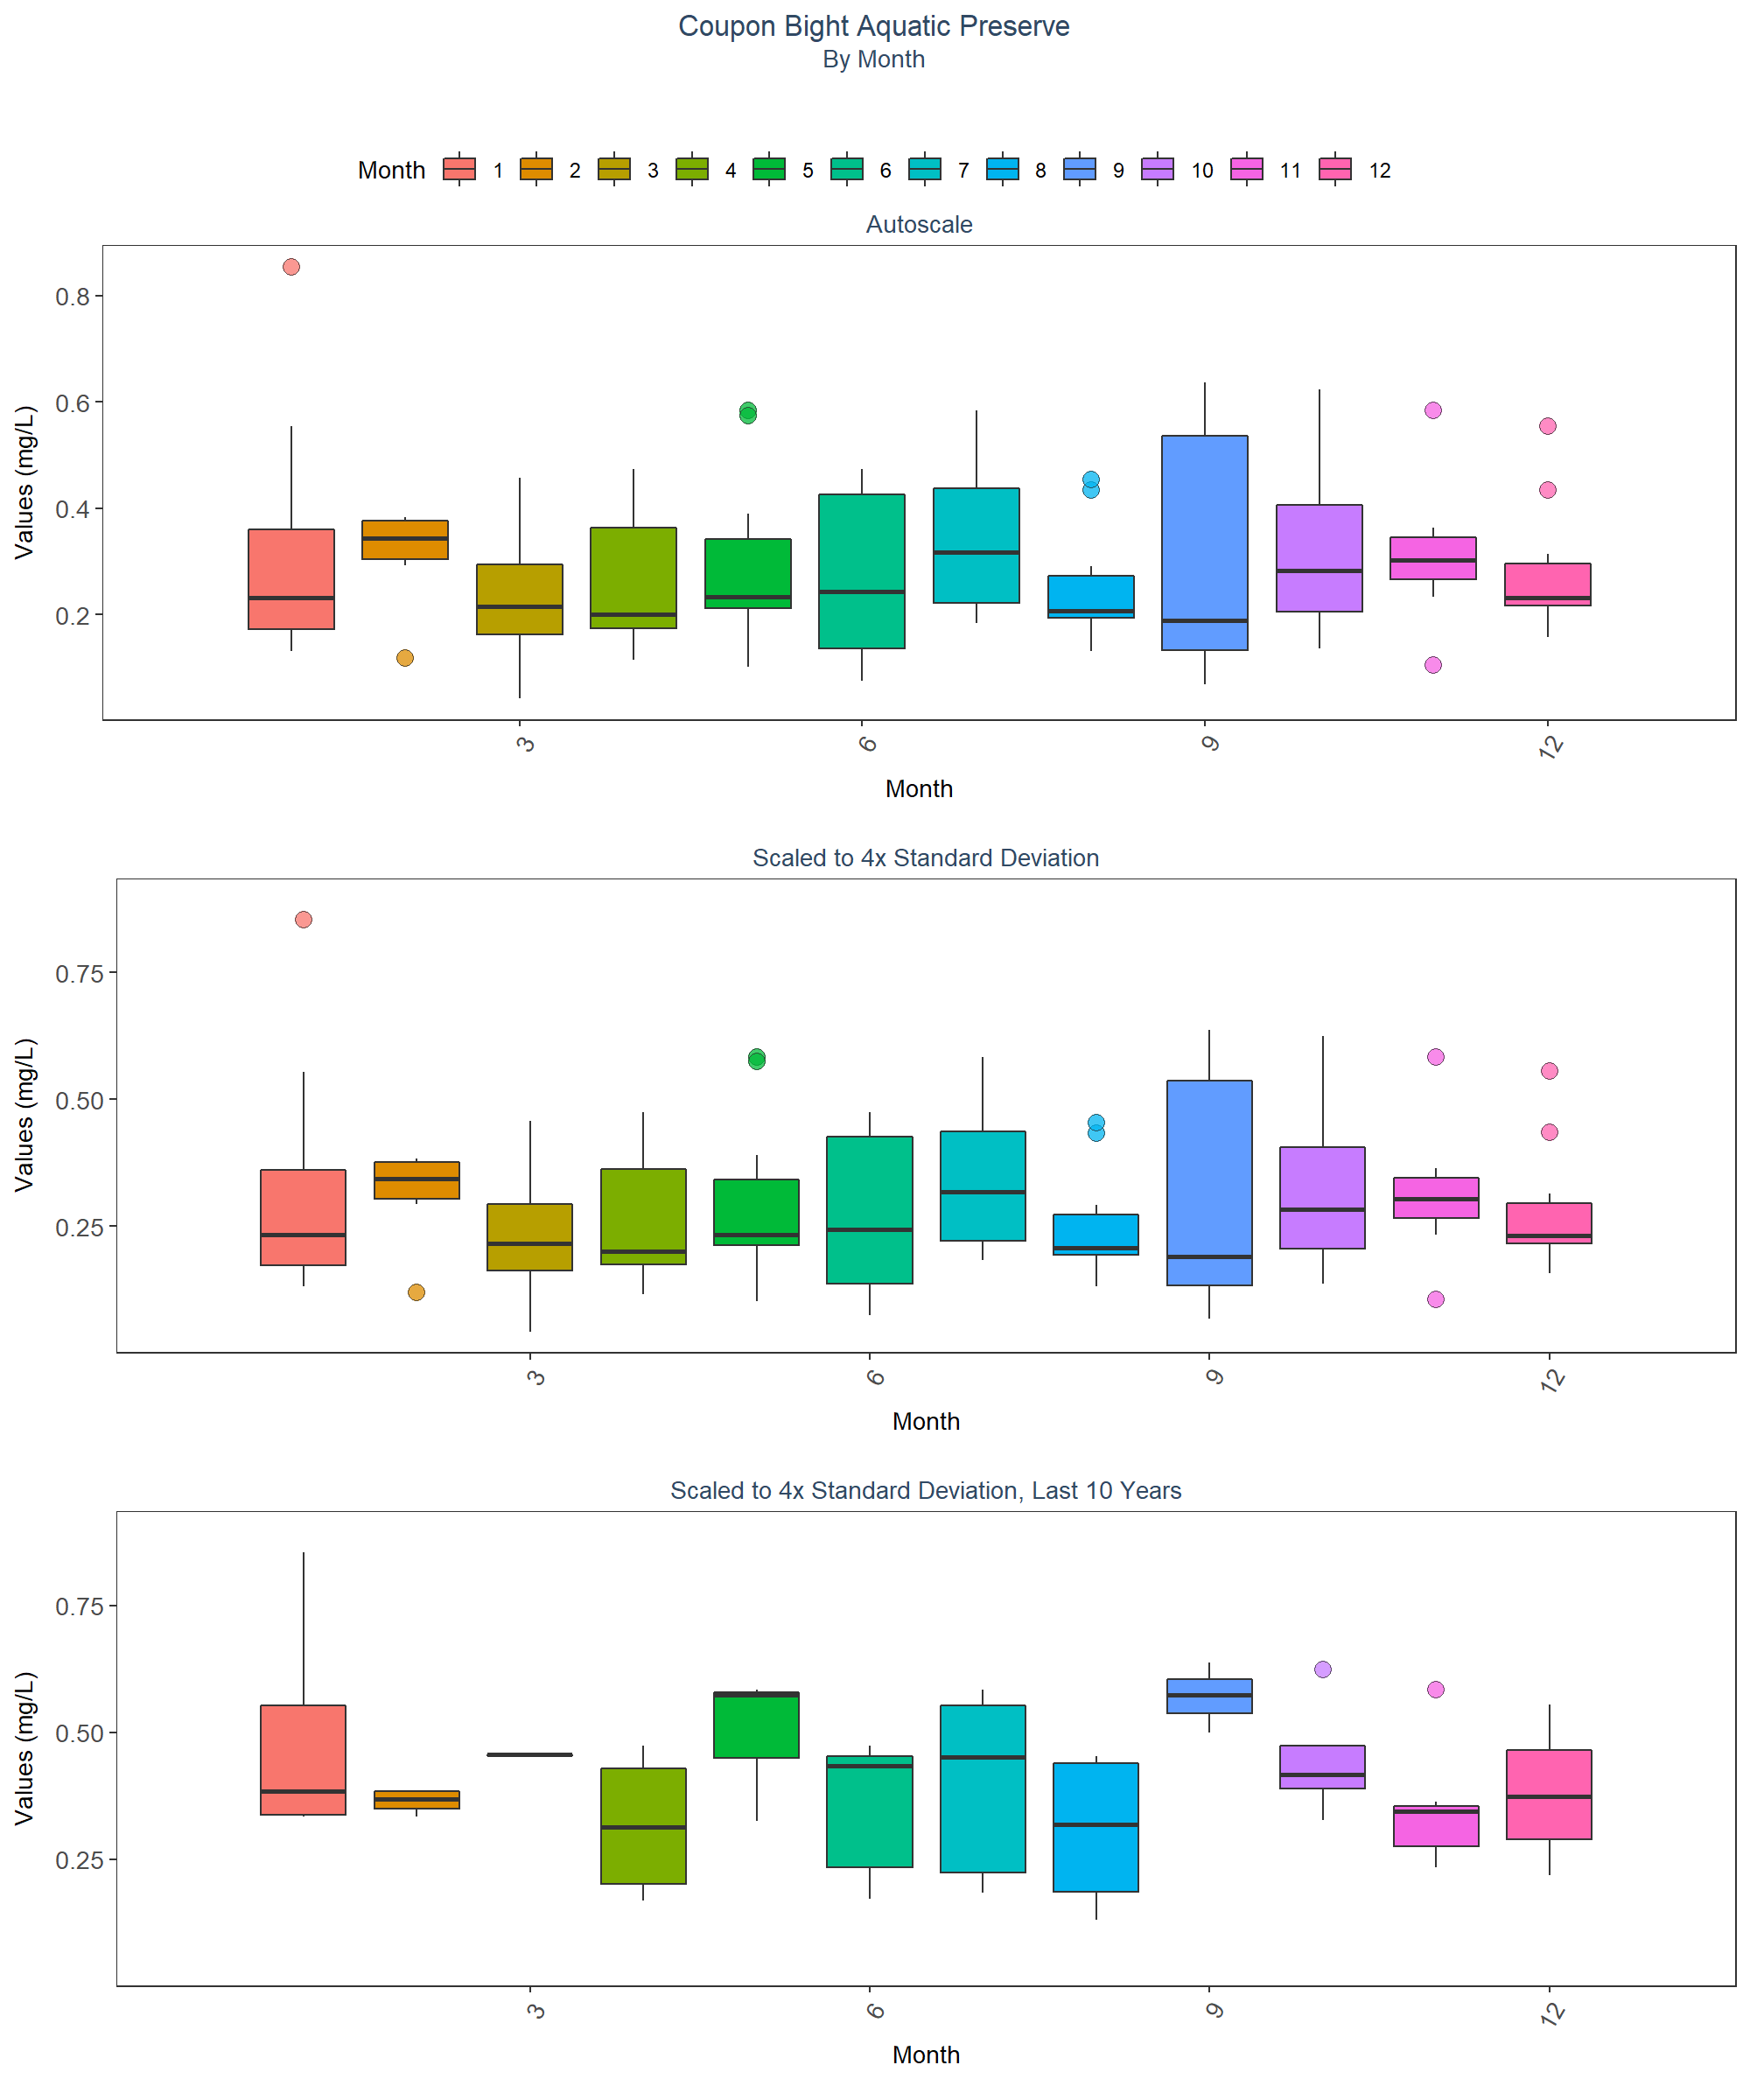 Coupon Bight Aquatic Preserve
By Month
Month 1 2 3 4 5 6 7 8 9 10 11 12
Autoscale
Values (mg/L)
0.8
0.6
0.4
0.2
3 6 9 12
Month
Scaled to 4x Standard Deviation
Values (mg/L)
0.75
0.50
0.25
3 6 9 12
Month
Scaled to 4x Standard Deviation, Last 10 Years
Values (mg/L)
0.75
0.50
0.25
3 6 9 12
Month